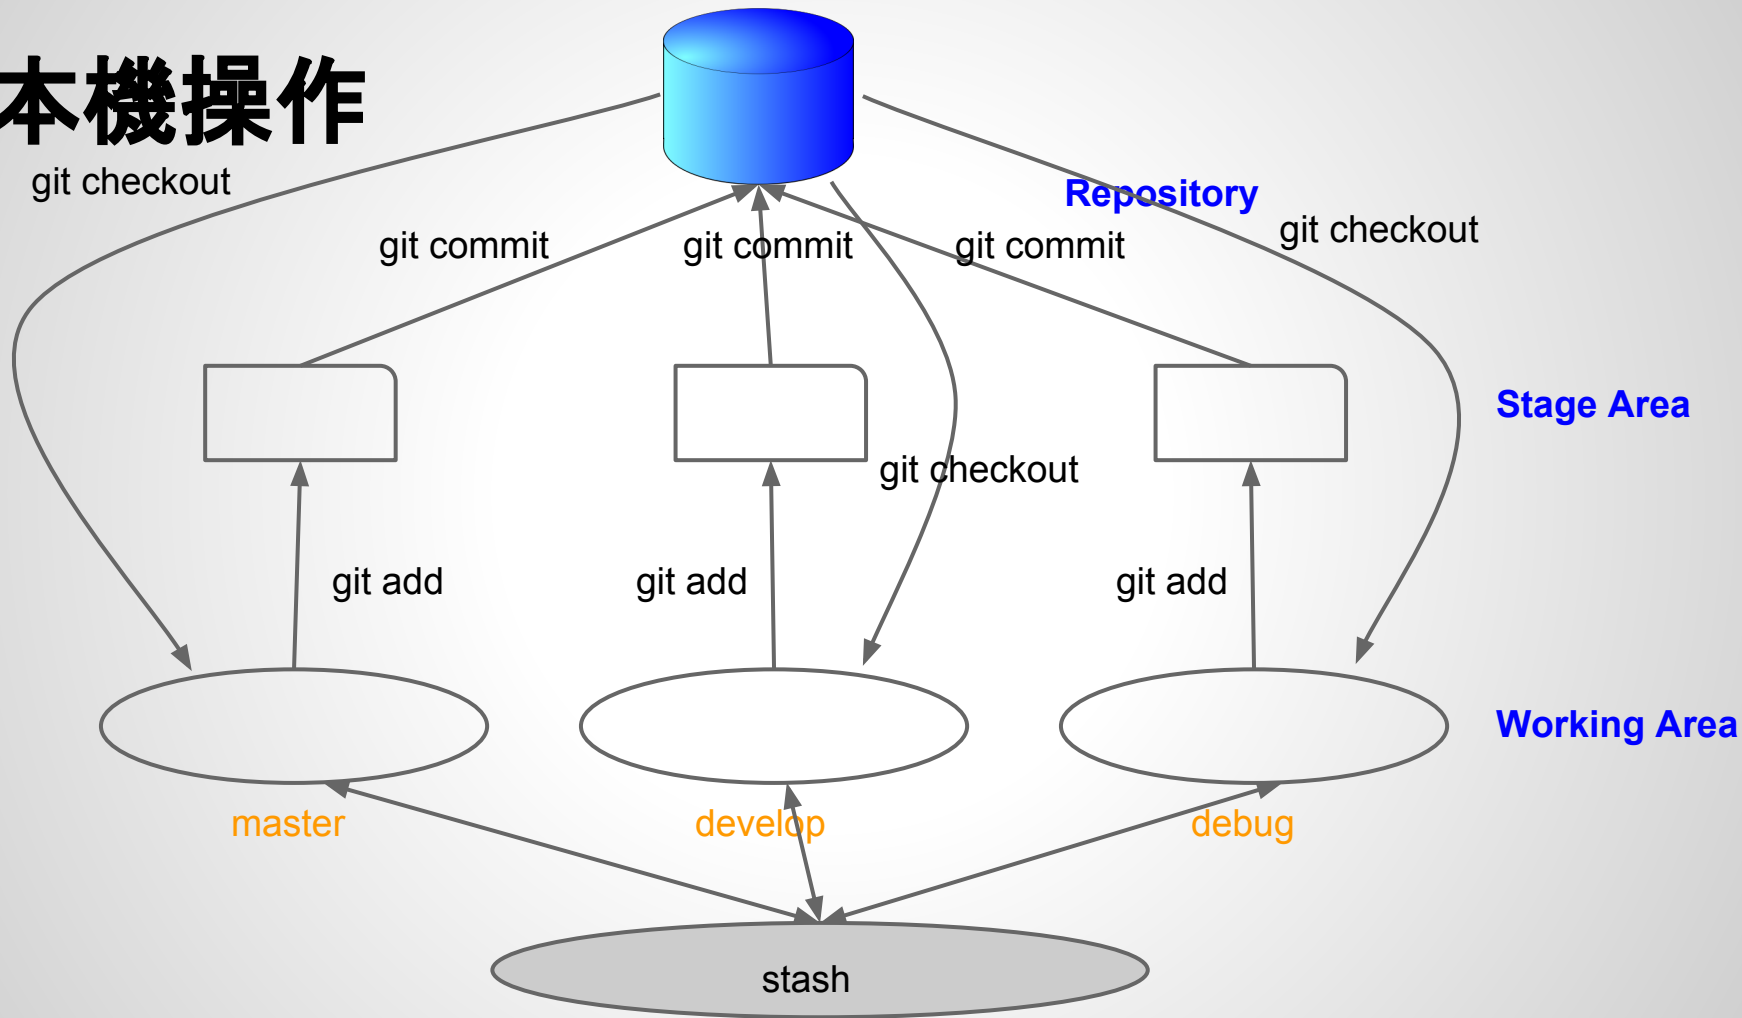 本機操作
git checkout
Repository
git checkout
git commit
git commit
git commit
Stage Area
git checkout
git add
git add
git add
Working Area
master
develop
debug
stash